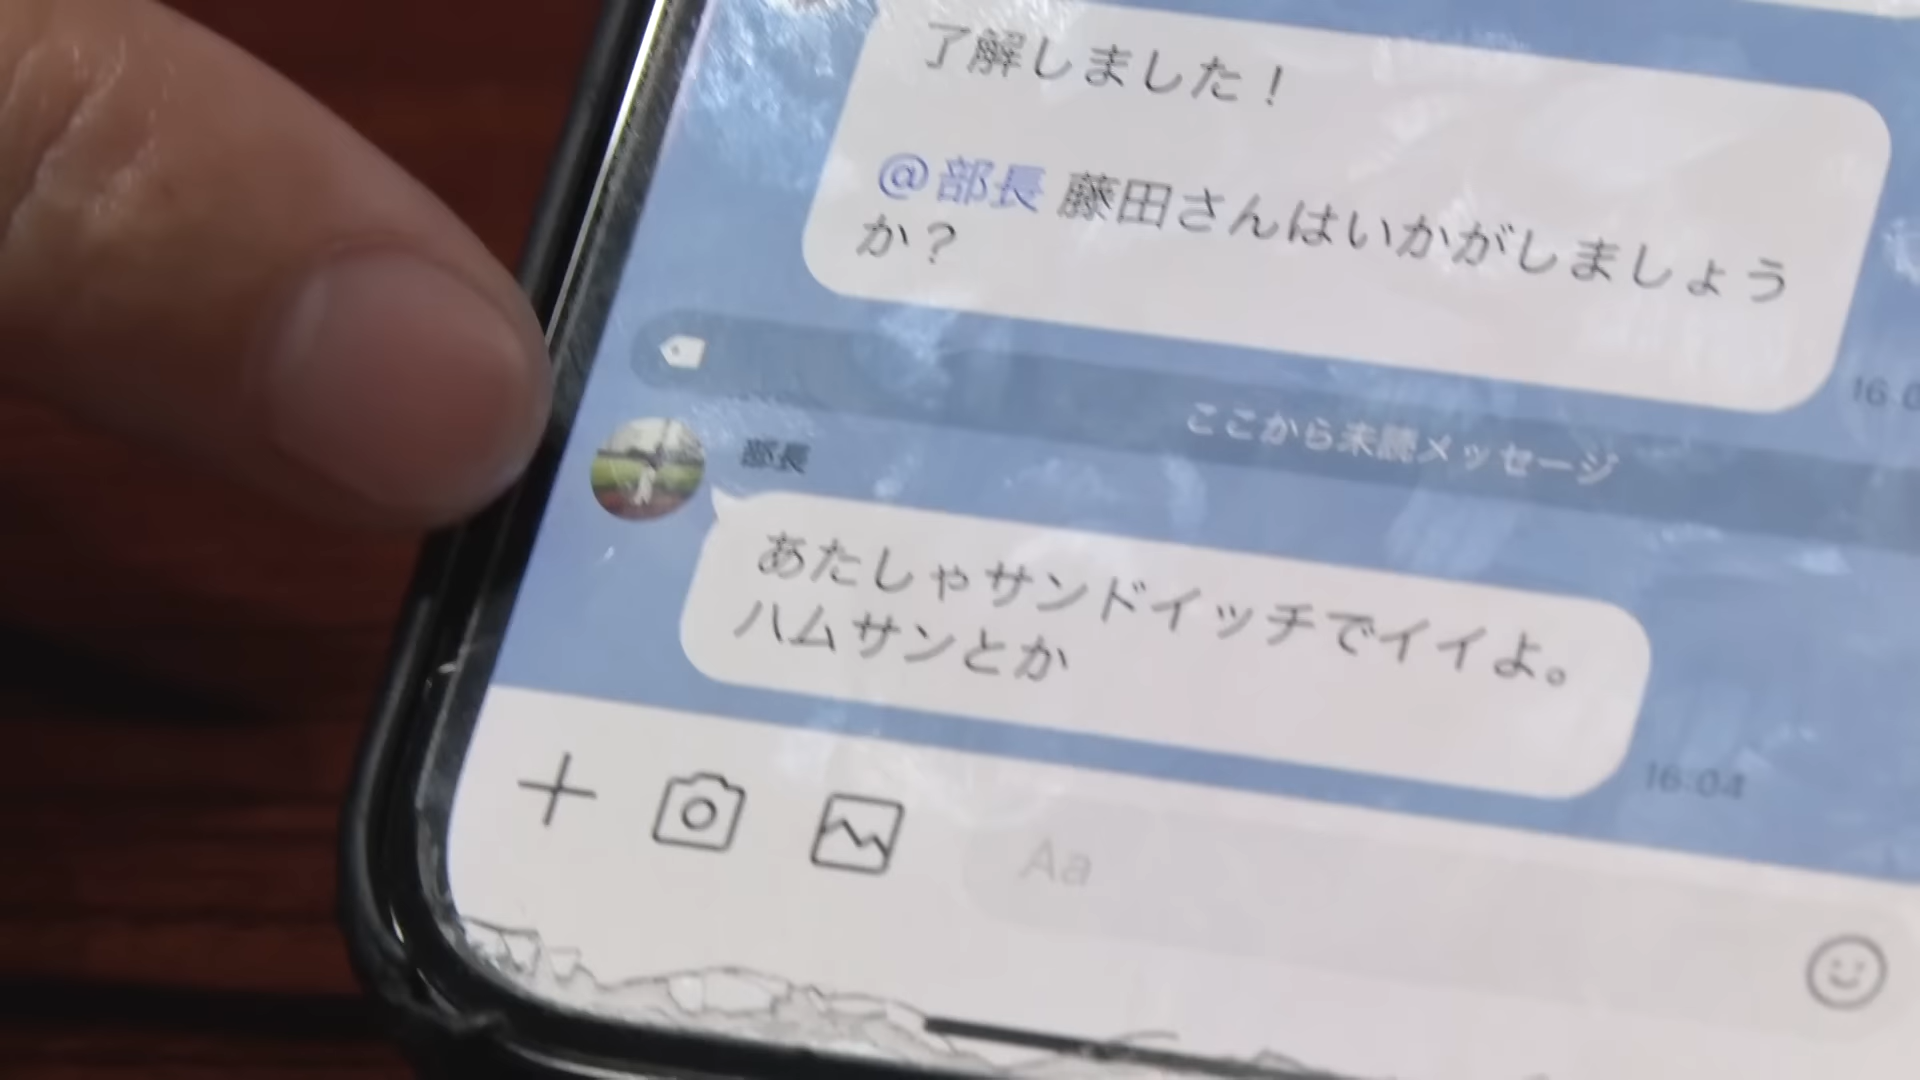 了解しました！
@部長 藤田さんはいかがしましょう
か？
ここから未読メッセージ
部長
あたしゃサンドイッチでイイよ。
ハムサンとか
16:04
Aa